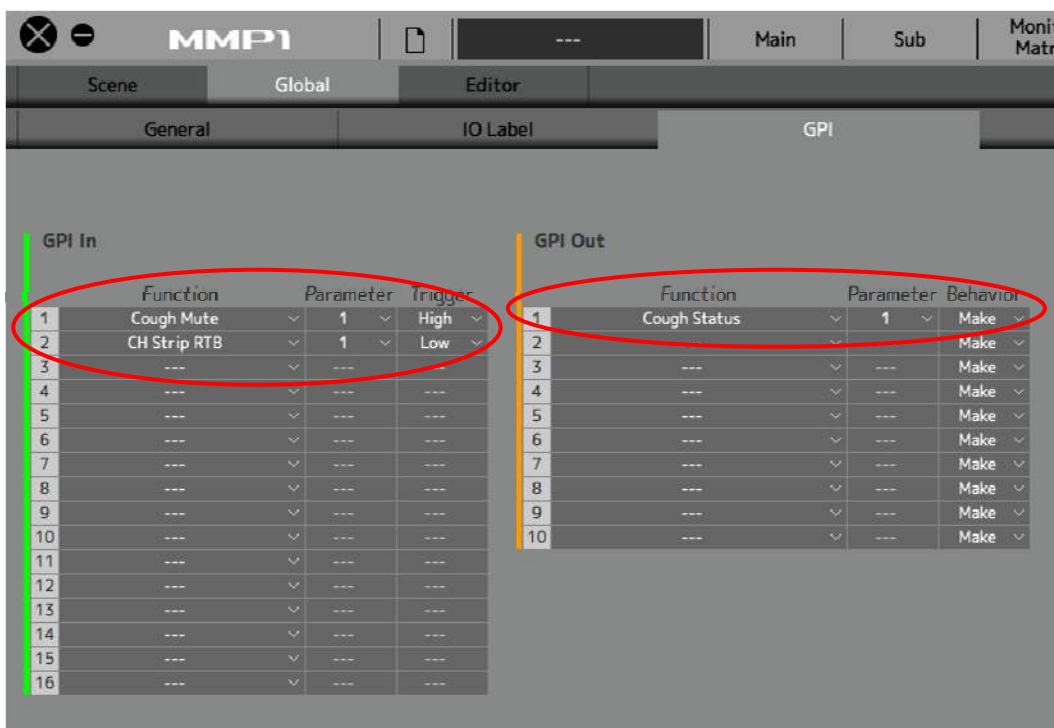 MMP1 --- Main Sub Monit
Matr
Scene Global Editor
General IO Label GPI
GPI In
Function Parameter Trigger
1 Cough Mute 1 High
2 CH Strip RTB 1 Low
3 --- --- ---
4 --- --- ---
5 --- --- ---
6 --- --- ---
7 --- --- ---
8 --- --- ---
9 --- --- ---
10 --- --- ---
11 --- --- ---
12 --- --- ---
13 --- --- ---
14 --- --- ---
15 --- --- ---
16 --- --- ---
GPI Out
Function Parameter Behavior
1 Cough Status 1 Make
2 --- --- Make
3 --- --- Make
4 --- --- Make
5 --- --- Make
6 --- --- Make
7 --- --- Make
8 --- --- Make
9 --- --- Make
10 --- --- Make